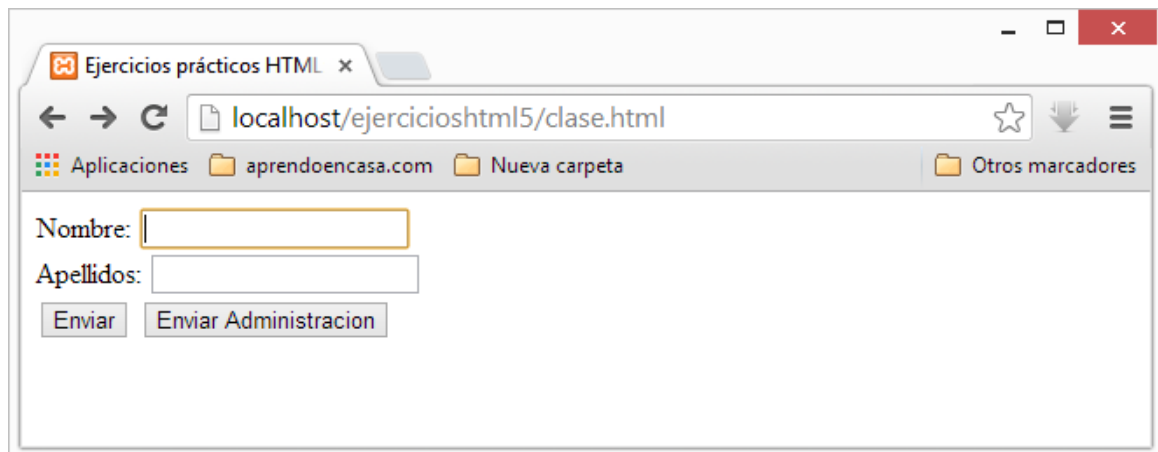 Ejercicios prácticos HTML
localhost/ejercicioshtml5/clase.html
Aplicaciones aprendoencasa.com Nueva carpeta Otros marcadores
Nombre:
Apellidos:
Enviar Enviar Administracion